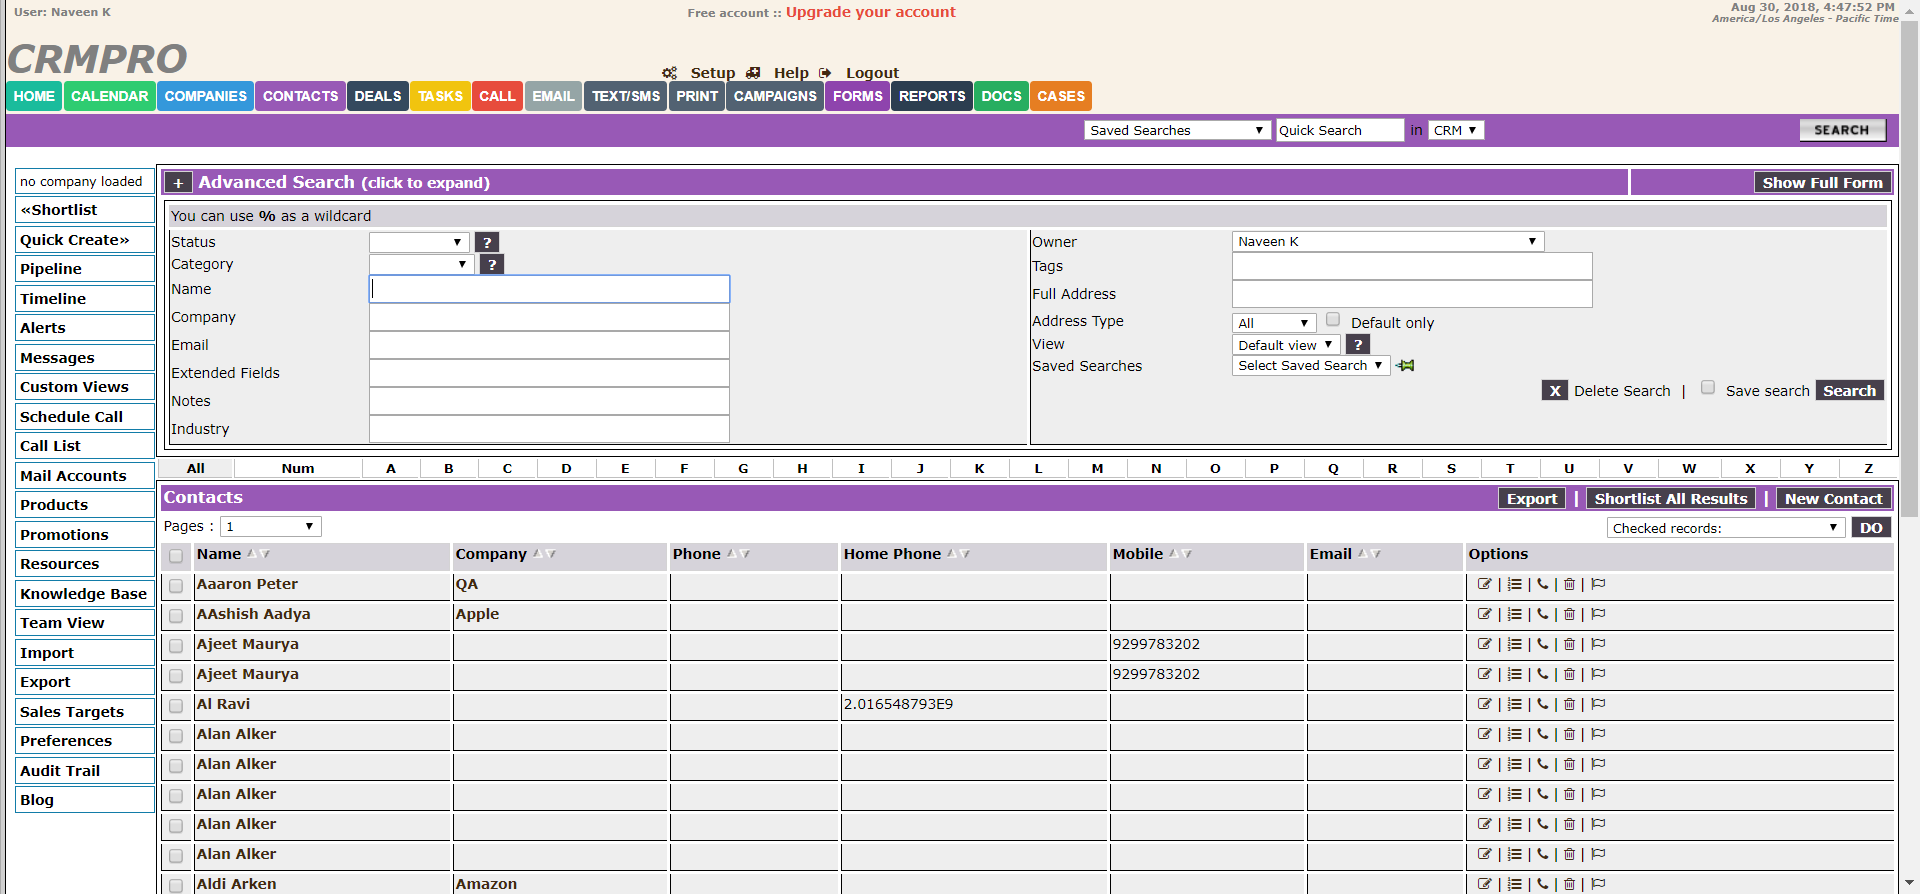 User: Naveen K
Free account :: Upgrade your account
Aug 30, 2018, 4:47:52 PM
America/Los Angeles - Pacific Time
CRMPRO
Setup Help Logout
HOME CALENDAR COMPANIES CONTACTS DEALS TASKS CALL EMAIL TEXT/SMS PRINT CAMPAIGNS FORMS REPORTS DOCS CASES
Saved Searches Quick Search in CRM SEARCH
no company loaded
«Shortlist
Quick Create»
Pipeline
Timeline
Alerts
Messages
Custom Views
Schedule Call
Call List
Mail Accounts
Products
Promotions
Resources
Knowledge Base
Team View
Import
Export
Sales Targets
Preferences
Audit Trail
Blog
+ Advanced Search (click to expand) Show Full Form
You can use % as a wildcard
Status ?
Category ?
Name
Company
Email
Extended Fields
Notes
Industry
Owner Naveen K
Tags
Full Address
Address Type All Default only
View Default view ?
Saved Searches Select Saved Search
X Delete Search | Save search Search
All Num A B C D E F G H I J K L M N O P Q R S T U V W X Y Z
Contacts Export | Shortlist All Results | New Contact
Pages : 1 Checked records: DO
Name Company Phone Home Phone Mobile Email Options
Aaaron Peter QA | | | |
AAshish Aadya Apple | | | |
Ajeet Maurya 9299783202 | | | |
Ajeet Maurya 9299783202 | | | |
Al Ravi 2.016548793E9 | | | |
Alan Alker | | | |
Alan Alker | | | |
Alan Alker | | | |
Alan Alker | | | |
Alan Alker | | | |
Aldi Arken Amazon | | | |